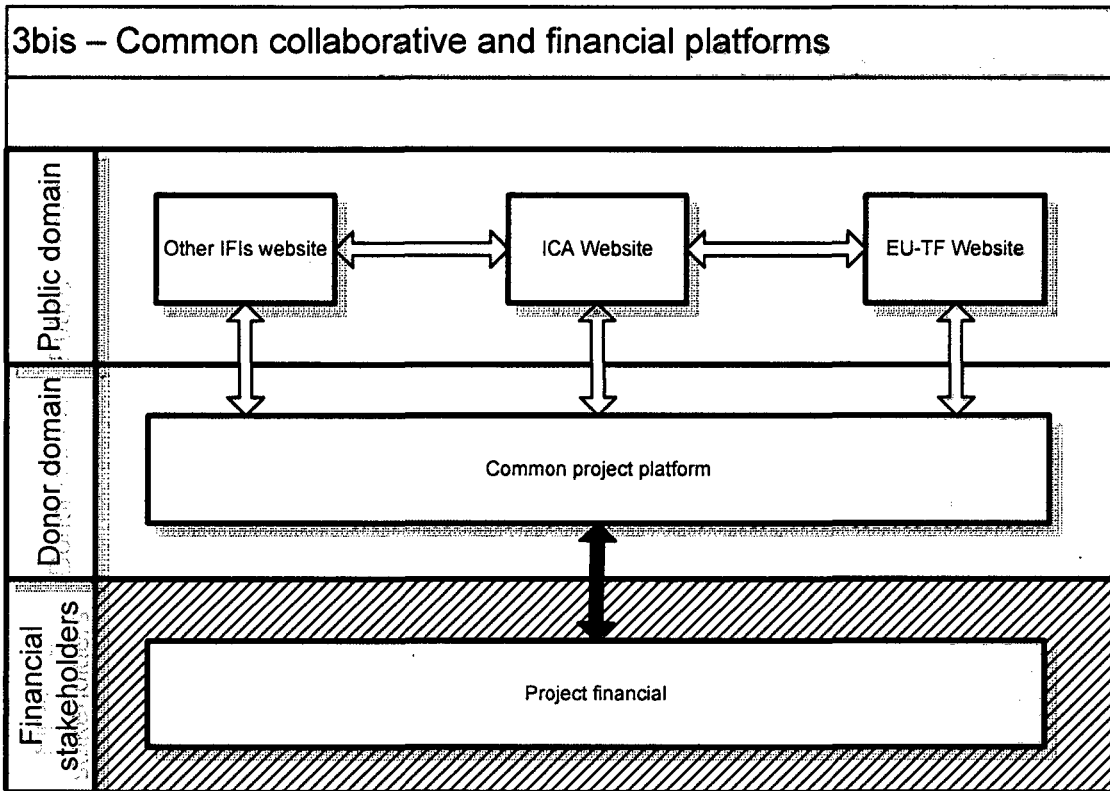 3bis – Common collaborative and financial platforms
Public domain
Other IFIs website
ICA Website
EU-TF Website
Donor domain
Common project platform
Financial
stakeholders
Project financial